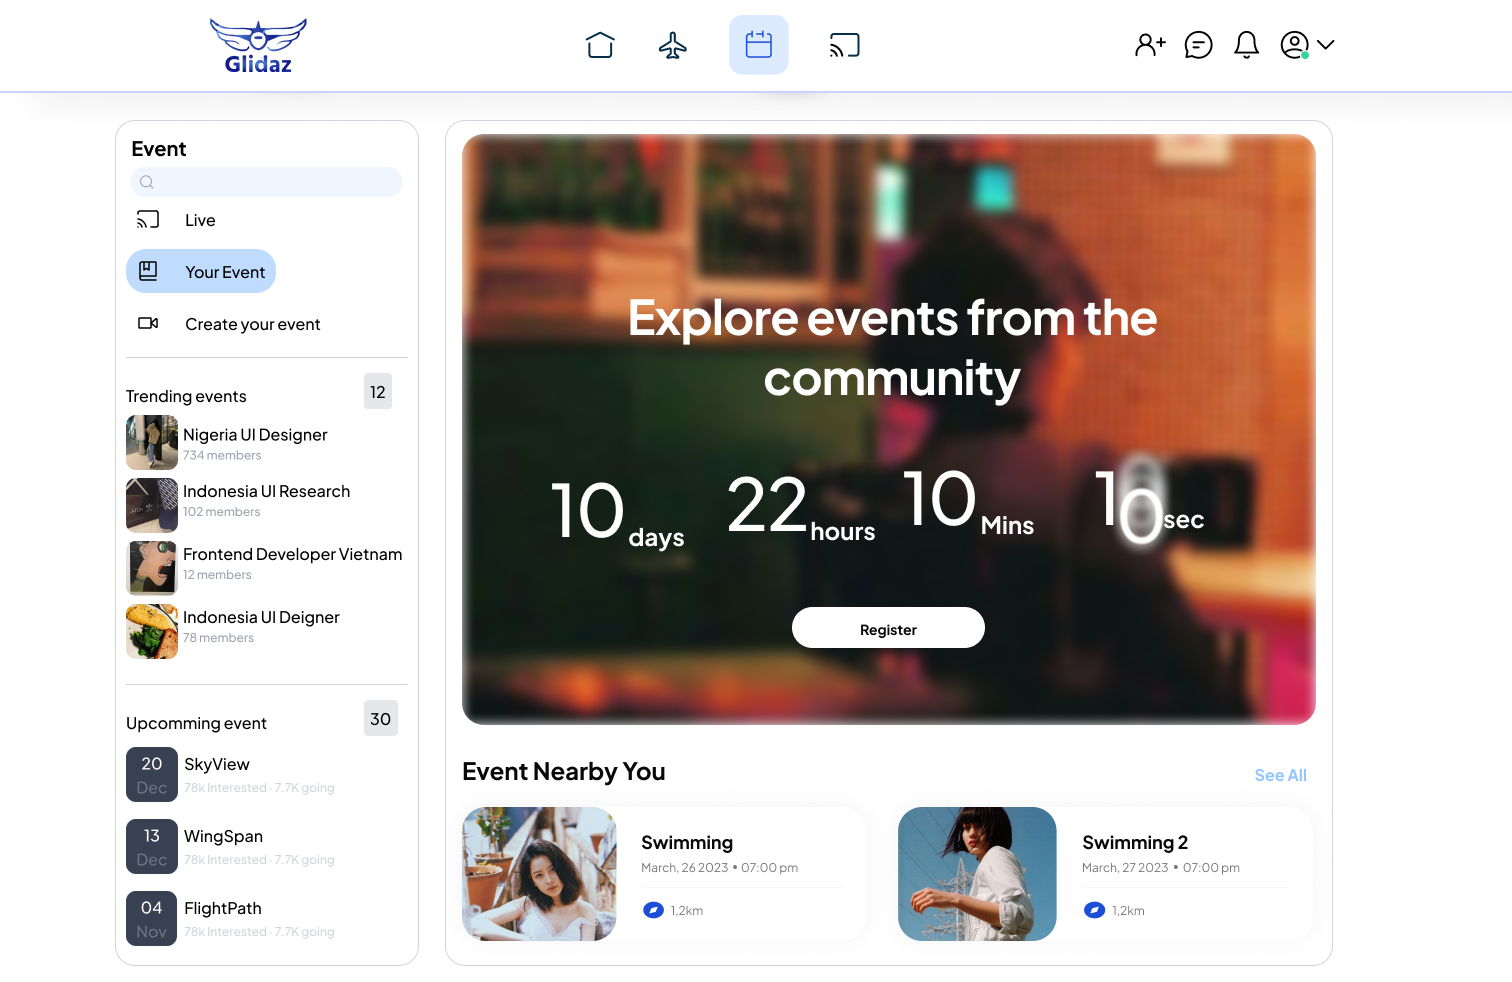 Glidaz
Event
Live
Your Event
Create your event
Trending events
12
Nigeria UI Designer
734 members
Indonesia UI Research
102 members
Frontend Developer Vietnam
12 members
Indonesia UI Deigner
78 members
Upcomming event
30
20
Dec
SkyView
78k Interested · 7.7K going
13
Dec
WingSpan
78k Interested · 7.7K going
04
Nov
FlightPath
78k Interested · 7.7K going
Explore events from the
community
10 days 22 hours 10 Mins 10 sec
Register
Event Nearby You
See All
Swimming
March, 26 2023 • 07:00 pm
1,2km
Swimming 2
March, 27 2023 • 07:00 pm
1,2km